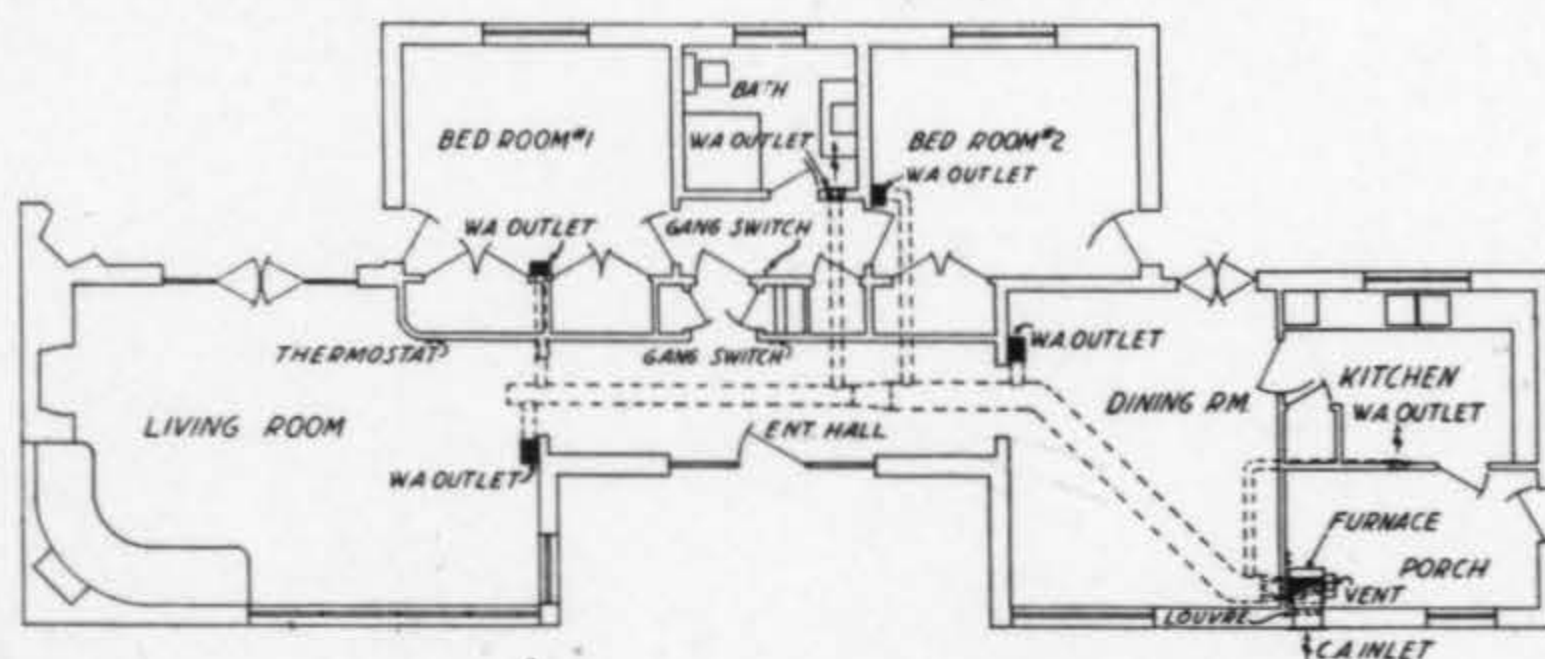 BATH
BED ROOM #1
WA OUTLET
BED ROOM #2
WA OUTLET
WA OUTLET
GANG SWITCH
THERMOSTAT
GANG SWITCH
WA OUTLET
LIVING ROOM
ENT. HALL
DINING RM.
KITCHEN
WA OUTLET
WA OUTLET
FURNACE
PORCH
VENT
LOUVRE
C.A INLET